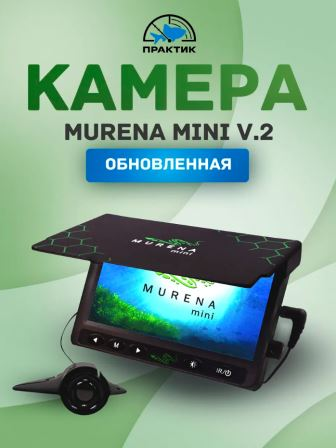 ПРАКТИК
КАМЕРА
MURENA MINI V.2
ОБНОВЛЕННАЯ
MURENA
mini
MURENA
mini
M
IR/